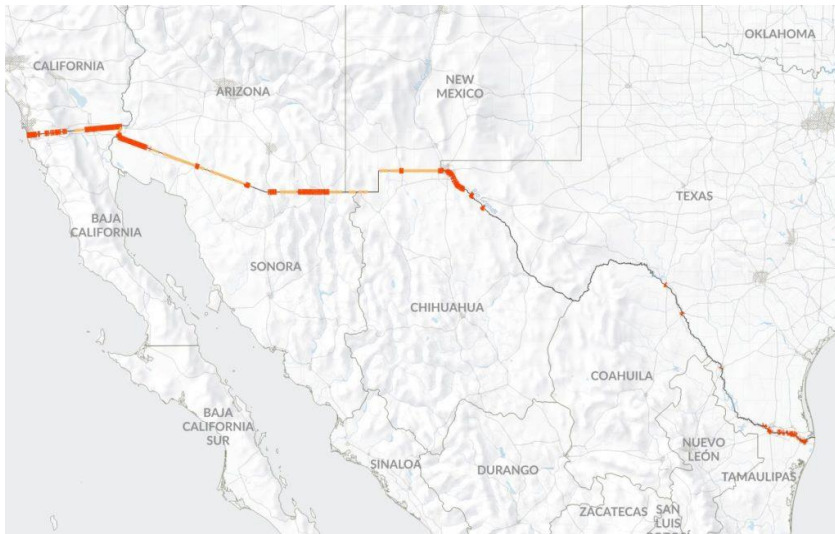 OKLAHOMA
CALIFORNIA
NEW
MEXICO
ARIZONA
TEXAS
BAJA
CALIFORNIA
SONORA
CHIHUAHUA
COAHUILA
BAJA
CALIFORNIA
SUR
NUEVO
LEÓN
SINALOA
DURANGO
TAMAULIPAS
ZACATECAS
SAN
LUIS